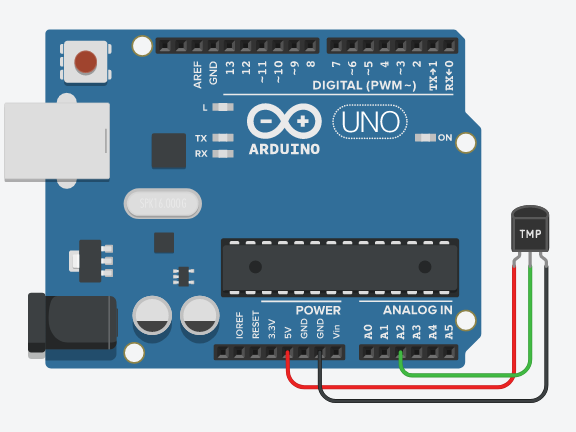 AREF
GND
13
12
~11
~10
~9
8
7
~6
~5
4
~3
2
TX→1
RX←0
DIGITAL (PWM~)
L
TX
RX
UNO
ARDUINO
ON
TMP
POWER
ANALOG IN
IOREF
RESET
3.3V
5V
GND
GND
Vin
A0
A1
A2
A3
A4
A5